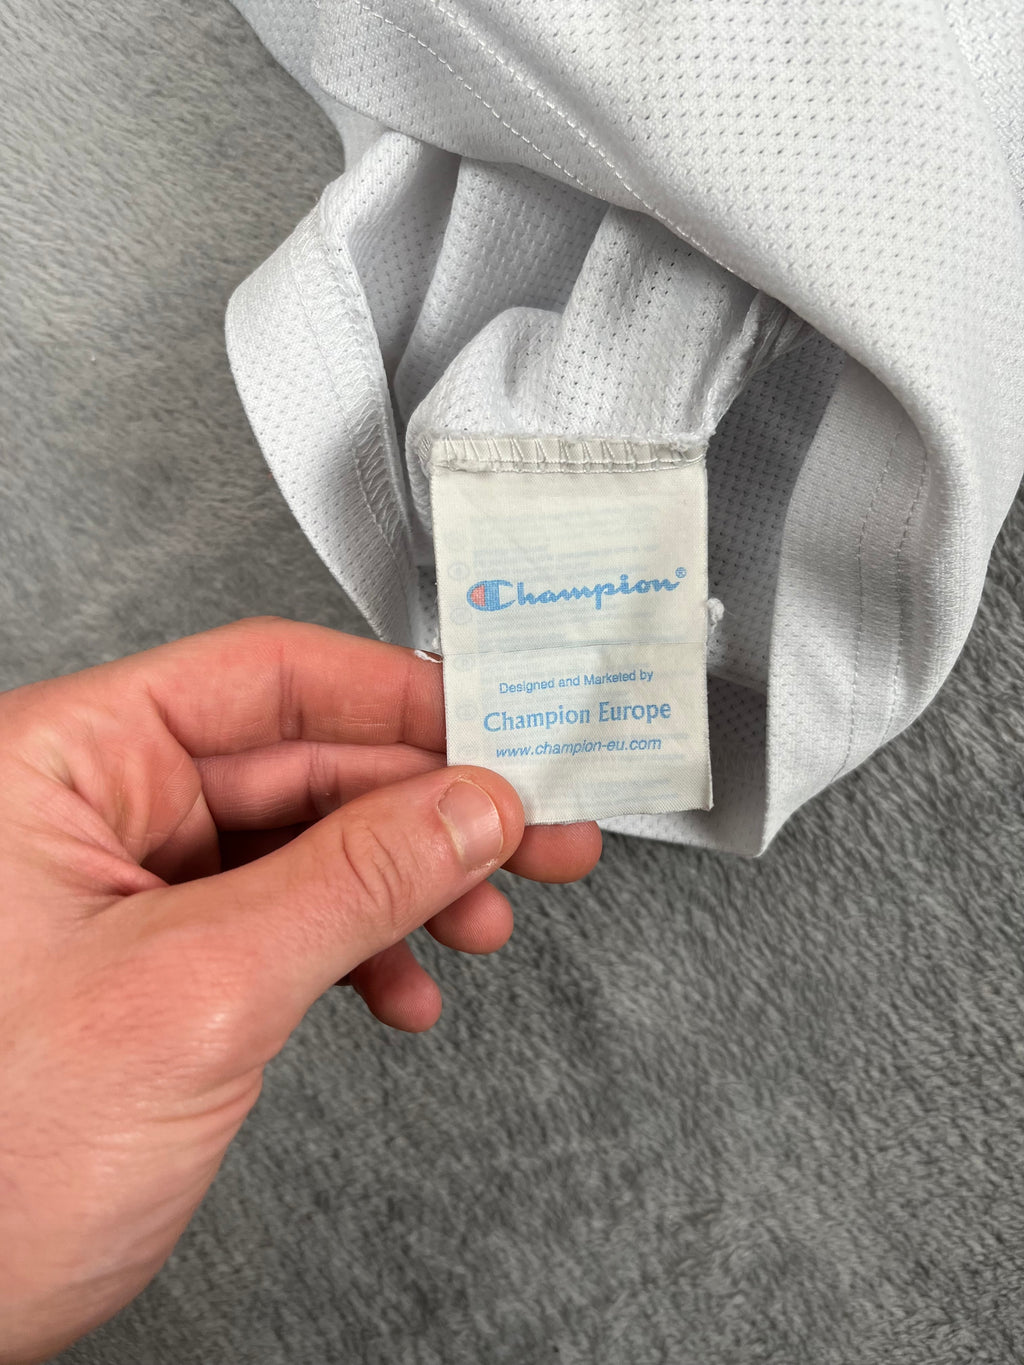 Champion®
Designed and Marketed by
Champion Europe
www.champion-eu.com